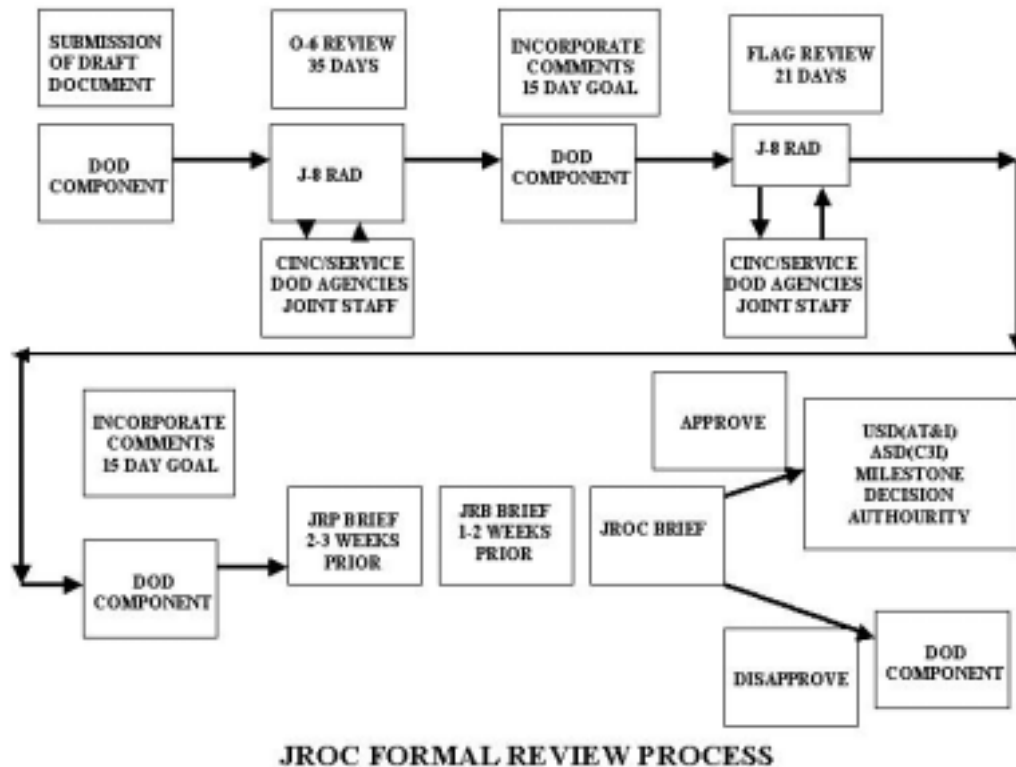 SUBMISSION
OF DRAFT
DOCUMENT
O-6 REVIEW
35 DAYS
INCORPORATE
COMMENTS
15 DAY GOAL
FLAG REVIEW
21 DAYS
DOD
COMPONENT
J-8 RAD
DOD
COMPONENT
J-8 RAD
CINC/SERVICE
DOD AGENCIES
JOINT STAFF
CINC/SERVICE
DOD AGENCIES
JOINT STAFF
INCORPORATE
COMMENTS
15 DAY GOAL
APPROVE
USD(AT&I)
ASD(C3I)
MILESTONE
DECISION
AUTHOURITY
DOD
COMPONENT
JRP BRIEF
2-3 WEEKS
PRIOR
JRB BRIEF
1-2 WEEKS
PRIOR
JROC BRIEF
DISAPPROVE
DOD
COMPONENT
JROC FORMAL REVIEW PROCESS